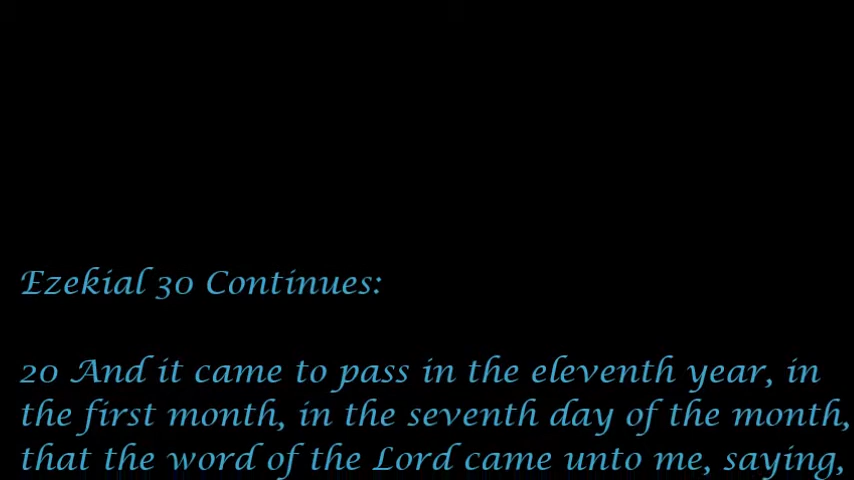 Ezekial 30 Continues:
20 And it came to pass in the eleventh year, in
the first month, in the seventh day of the month,
that the word of the Lord came unto me, saying,